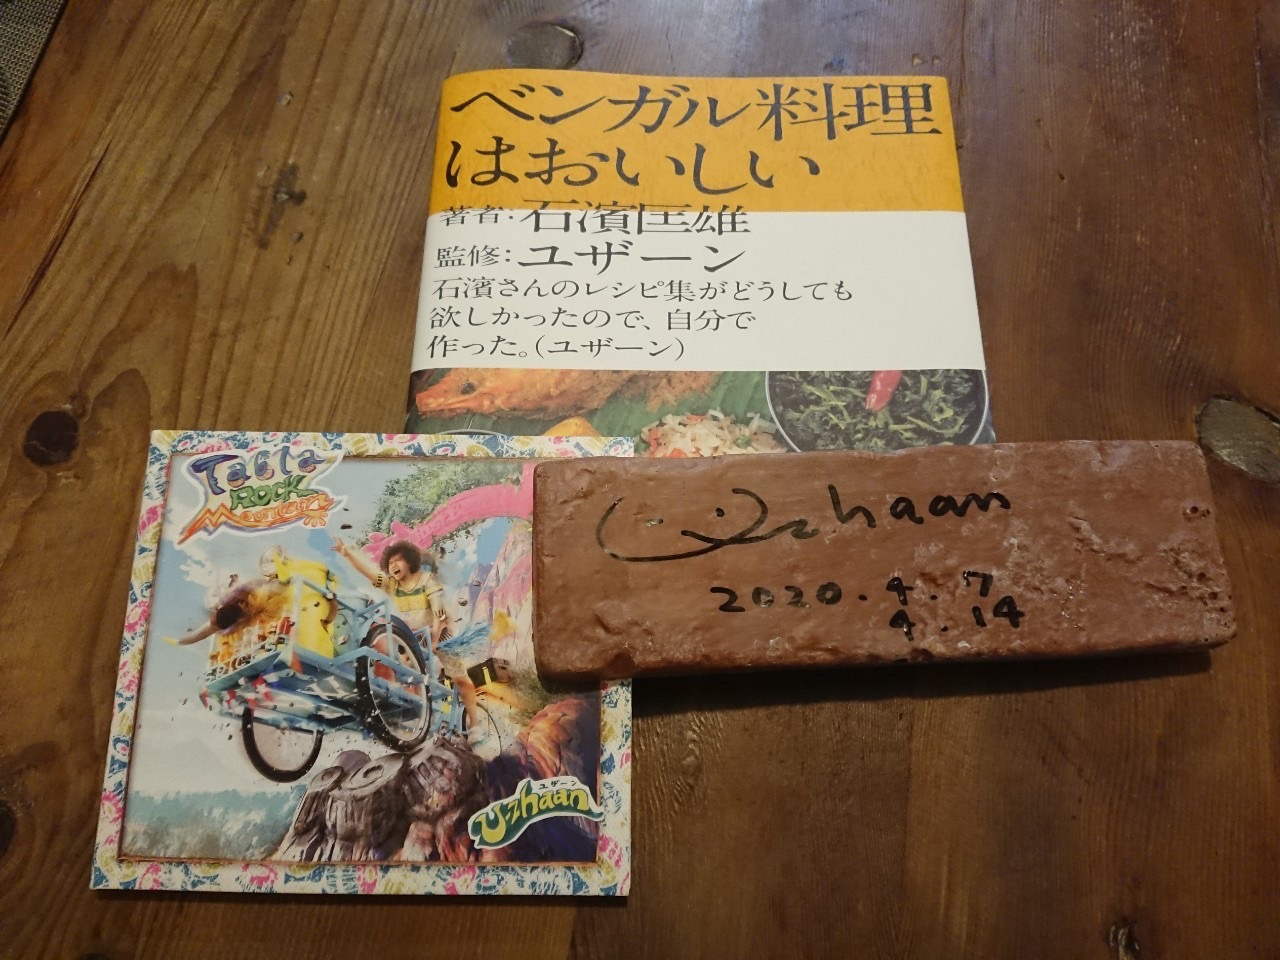 ベンガル料理
はおいしい
著者:石濱匡雄
監修:ユザーン
石濱さんのレシピ集がどうしても
欲しかったので、自分で
作った。(ユザーン)
Tabla
Rock
Mountain
ユザーン
U-zhaan
U-zhaan
2020.4.7
4.14